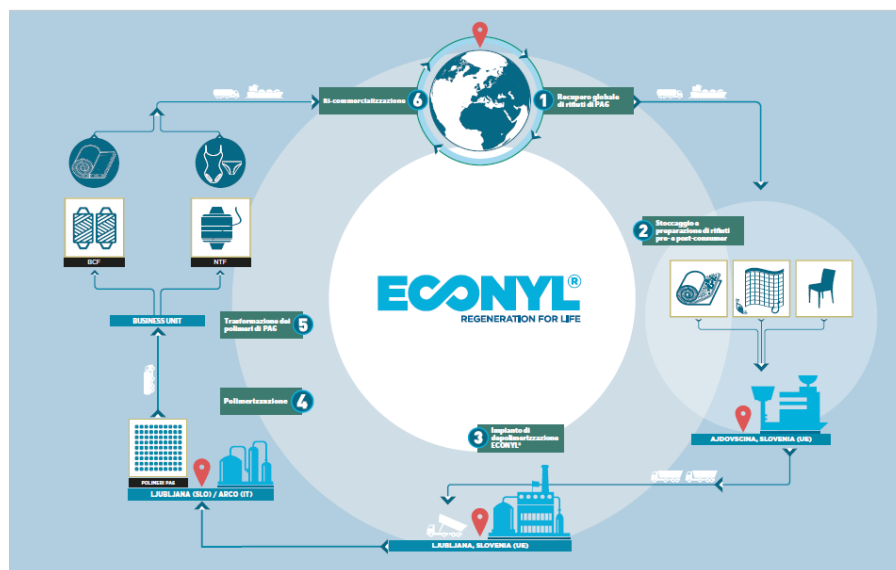 Ri-commercializzazione 6
1 Recupero globale
di rifiuti di PA6
2 Stoccaggio e
preparazione di rifiuti
pre- e post-consumer
BCF
NTF
ECONYL®
REGENERATION FOR LIFE
BUSINESS UNIT
Trasformazione dei
polimeri di PA6 5
Polimerizzazione 4
3 Impianto di
depolimerizzazione
ECONYL®
AJDOVSCINA, SLOVENIA (UE)
POLIMERI PA6
LJUBLJANA (SLO) / ARCO (IT)
LJUBLJANA, SLOVENIA (UE)